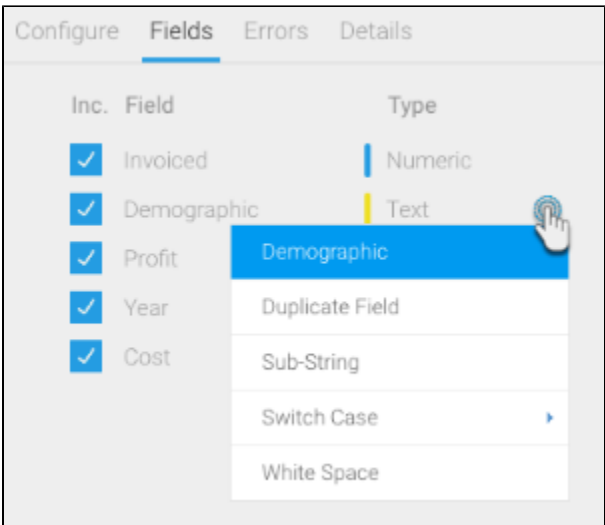 Configure Fields Errors Details
Inc. Field Type
Invoiced Numeric
Demographic Text
Profit
Year
Cost
Demographic
Duplicate Field
Sub-String
Switch Case
White Space